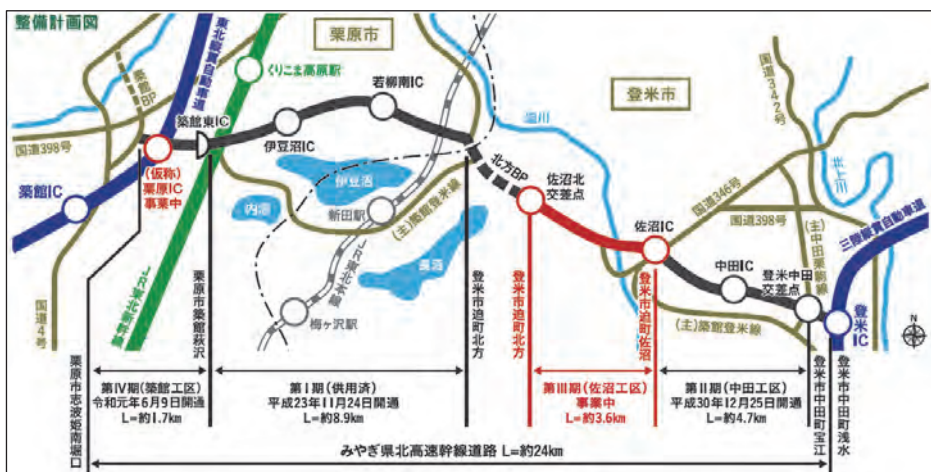 整備計画図
東北縦貫自動車道
栗原市
くりこま高原駅
築館BP
築館東IC
若柳南IC
伊豆沼IC
登米市
国道342号
国道398号
(仮称)
栗原IC
事業中
築館IC
内沼
伊豆沼
新田駅
(主)築館登米線
JR東北本線
長沼
梅ヶ沢駅
迫川
北上川
北方BP
佐沼北
交差点
国道346号
国道398号
佐沼IC
(主)中田栗駒線
三陸縦貫自動車道
中田IC
登米中田
交差点
登米IC
(主)築館登米線
国道4号
JR東北新幹線
栗原市志波姫南堀口
栗原市築館萩沢
登米市迫町北方
登米市迫町北方
登米市迫町佐沼
登米市中田町宝江
登米市中田町浅水
N
第Ⅳ期(築館工区)
令和元年6月9日開通
L=約1.7km
第Ⅰ期(供用済)
平成23年11月24日開通
L=約8.9km
第Ⅲ期(佐沼工区)
事業中
L=約3.6km
第Ⅱ期(中田工区)
平成30年12月25日開通
L=約4.7km
みやぎ県北高速幹線道路 L=約24km